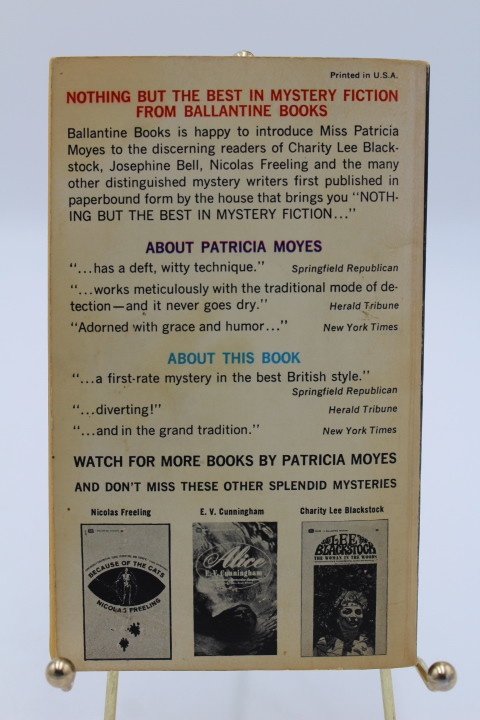 Printed in U.S.A.
NOTHING BUT THE BEST IN MYSTERY FICTION
FROM BALLANTINE BOOKS
Ballantine Books is happy to introduce Miss Patricia
Moyes to the discerning readers of Charity Lee Black-
stock, Josephine Bell, Nicolas Freeling and the many
other distinguished mystery writers first published in
paperbound form by the house that brings you "NOTH-
ING BUT THE BEST IN MYSTERY FICTION..."
ABOUT PATRICIA MOYES
"...has a deft, witty technique." Springfield Republican
"...works meticulously with the traditional mode of de-
tection—and it never goes dry." Herald Tribune
"Adorned with grace and humor..." New York Times
ABOUT THIS BOOK
"...a first-rate mystery in the best British style."
Springfield Republican
"...diverting!" Herald Tribune
"...and in the grand tradition." New York Times
WATCH FOR MORE BOOKS BY PATRICIA MOYES
AND DON'T MISS THESE OTHER SPLENDID MYSTERIES
Nicolas Freeling E. V. Cunningham Charity Lee Blackstock
BECAUSE OF THE CATS
NICOLAS FREELING
Alice
E. V. Cunningham
LEE
BLACKSTOCK
THE WOMAN IN THE WOODS